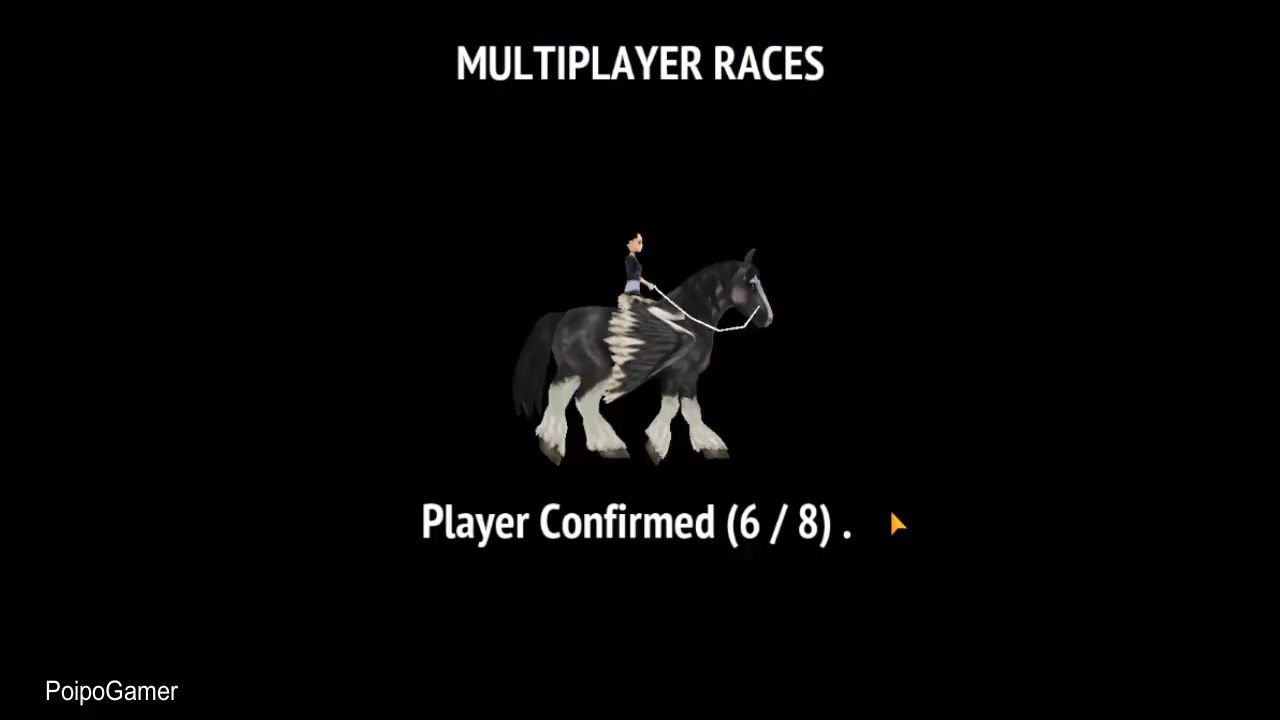 MULTIPLAYER RACES
Player Confirmed (6 / 8) .
PoipoGamer